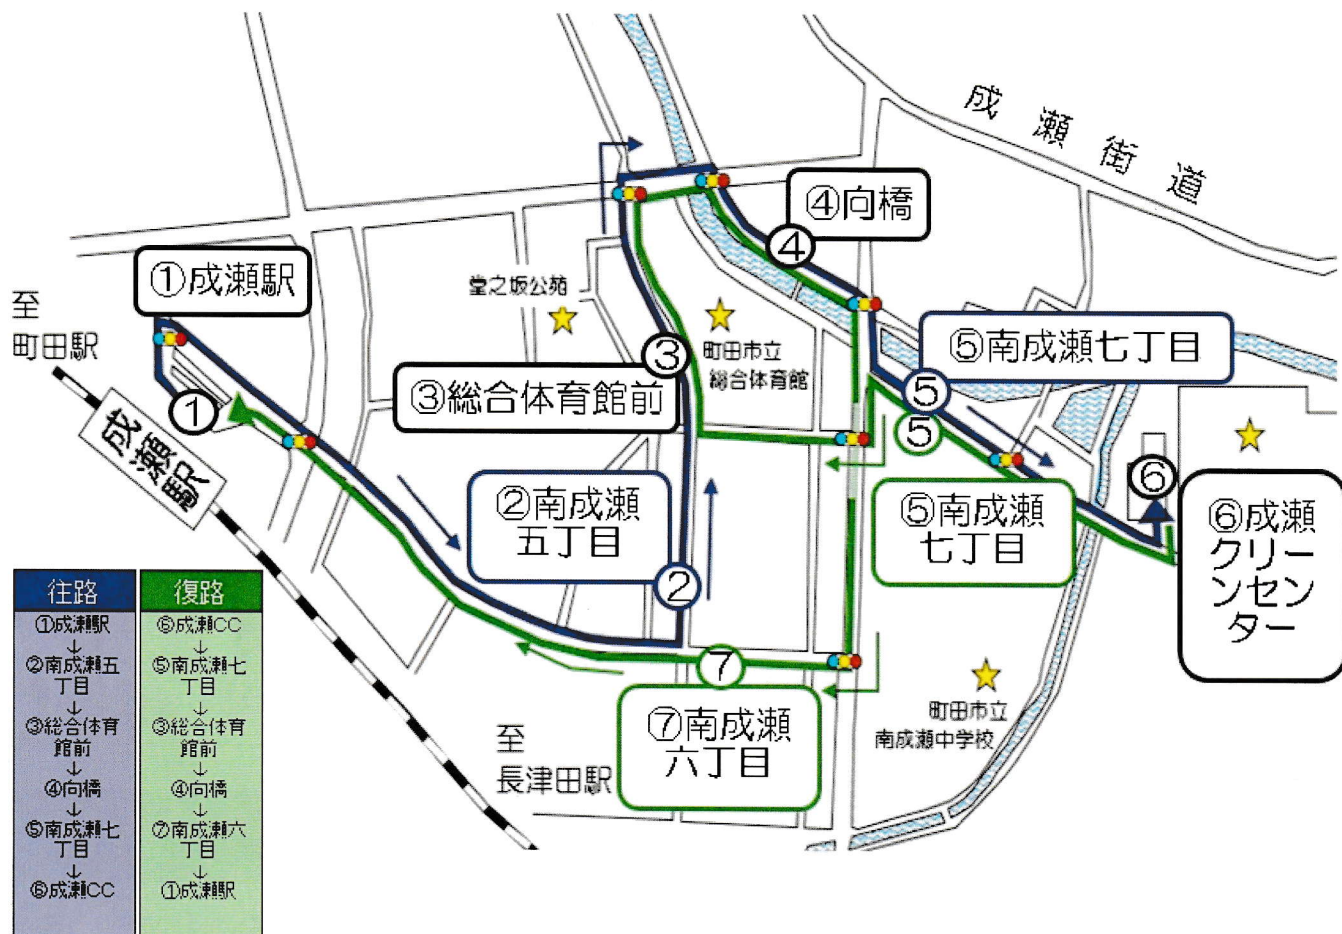 成瀬街道
④向橋
④
①成瀬駅
至
町田駅
堂之坂公苑
町田市立
総合体育館
③
③総合体育館前
⑤南成瀬七丁目
①
⑤
⑤
成瀬駅
②南成瀬
五丁目
⑤南成瀬
七丁目
⑥
⑥成瀬
クリー
ンセン
ター
②
⑦
⑦南成瀬
六丁目
町田市立
南成瀬中学校
至
長津田駅
往路
①成瀬駅
↓
②南成瀬五
丁目
↓
③総合体育
館前
↓
④向橋
↓
⑤南成瀬七
丁目
↓
⑥成瀬CC
復路
⑥成瀬CC
↓
⑤南成瀬七
丁目
↓
③総合体育
館前
↓
④向橋
↓
⑦南成瀬六
丁目
↓
①成瀬駅